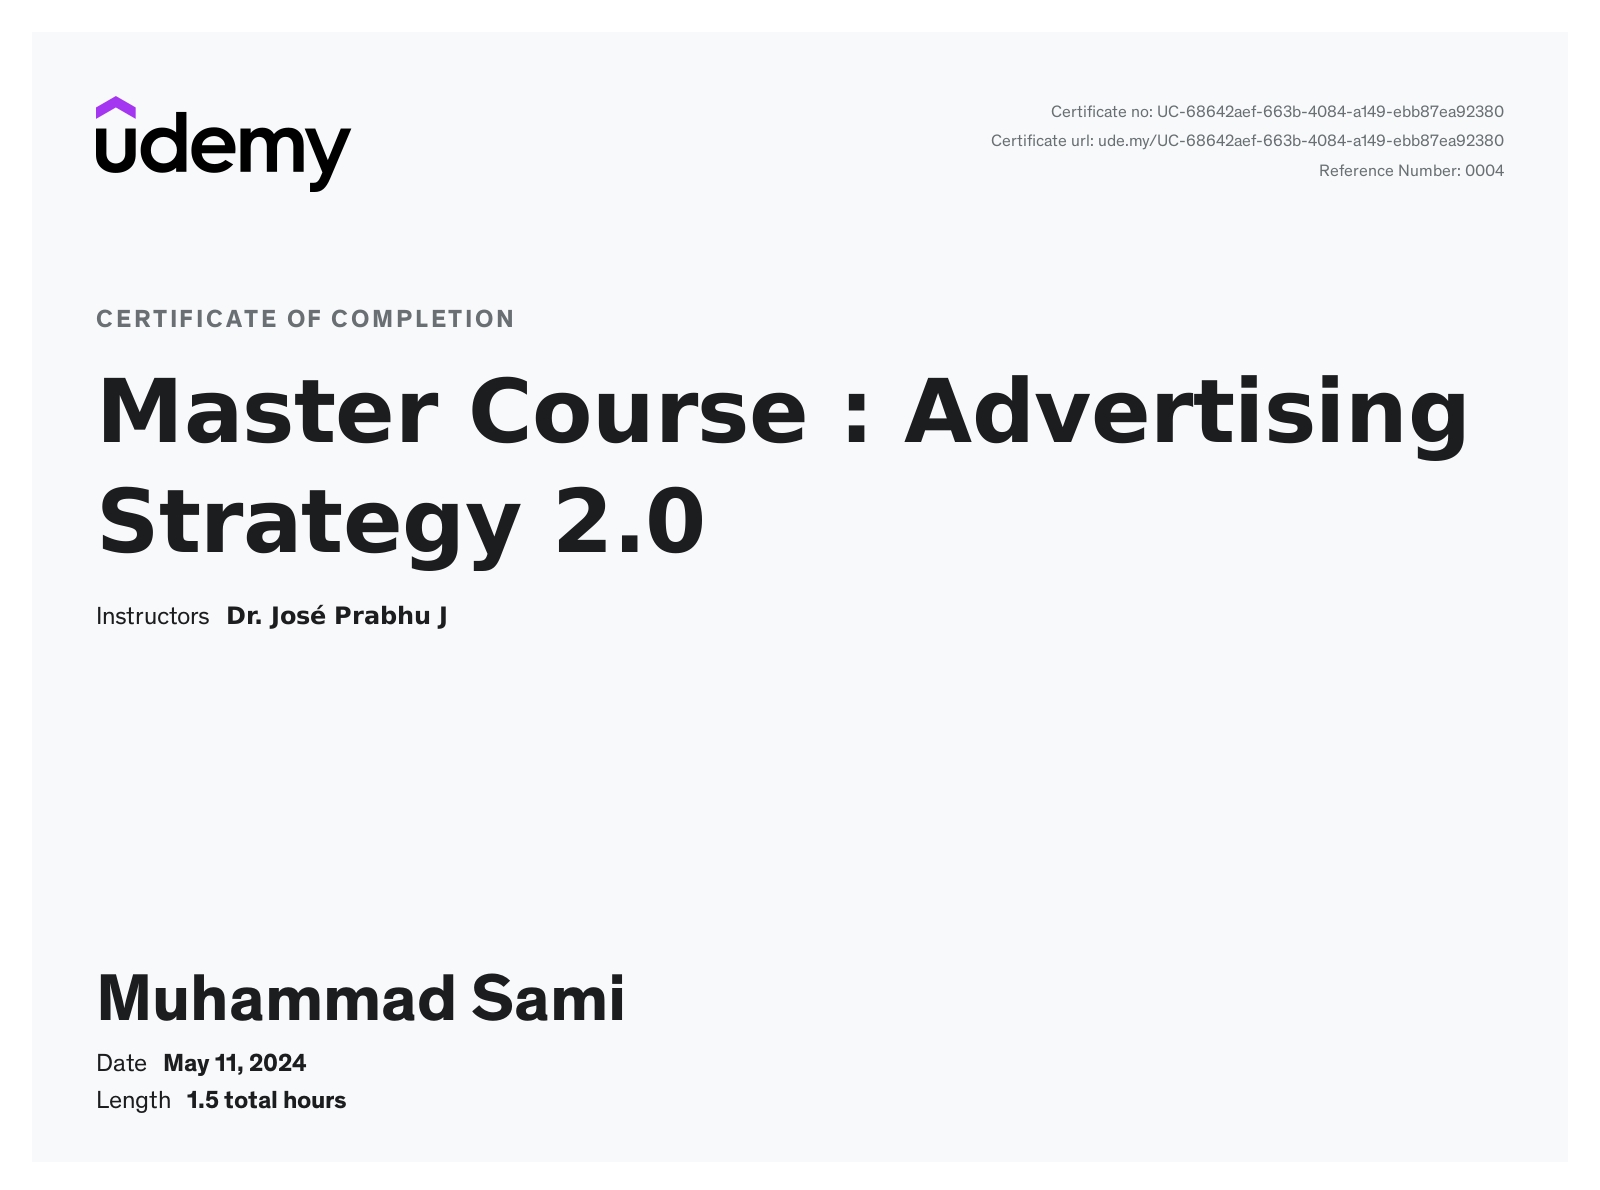 udemy
Certificate no: UC-68642aef-663b-4084-a149-ebb87ea92380
Certificate url: ude.my/UC-68642aef-663b-4084-a149-ebb87ea92380
Reference Number: 0004
CERTIFICATE OF COMPLETION
Master Course : Advertising
Strategy 2.0
Instructors Dr. José Prabhu J
Muhammad Sami
Date May 11, 2024
Length 1.5 total hours